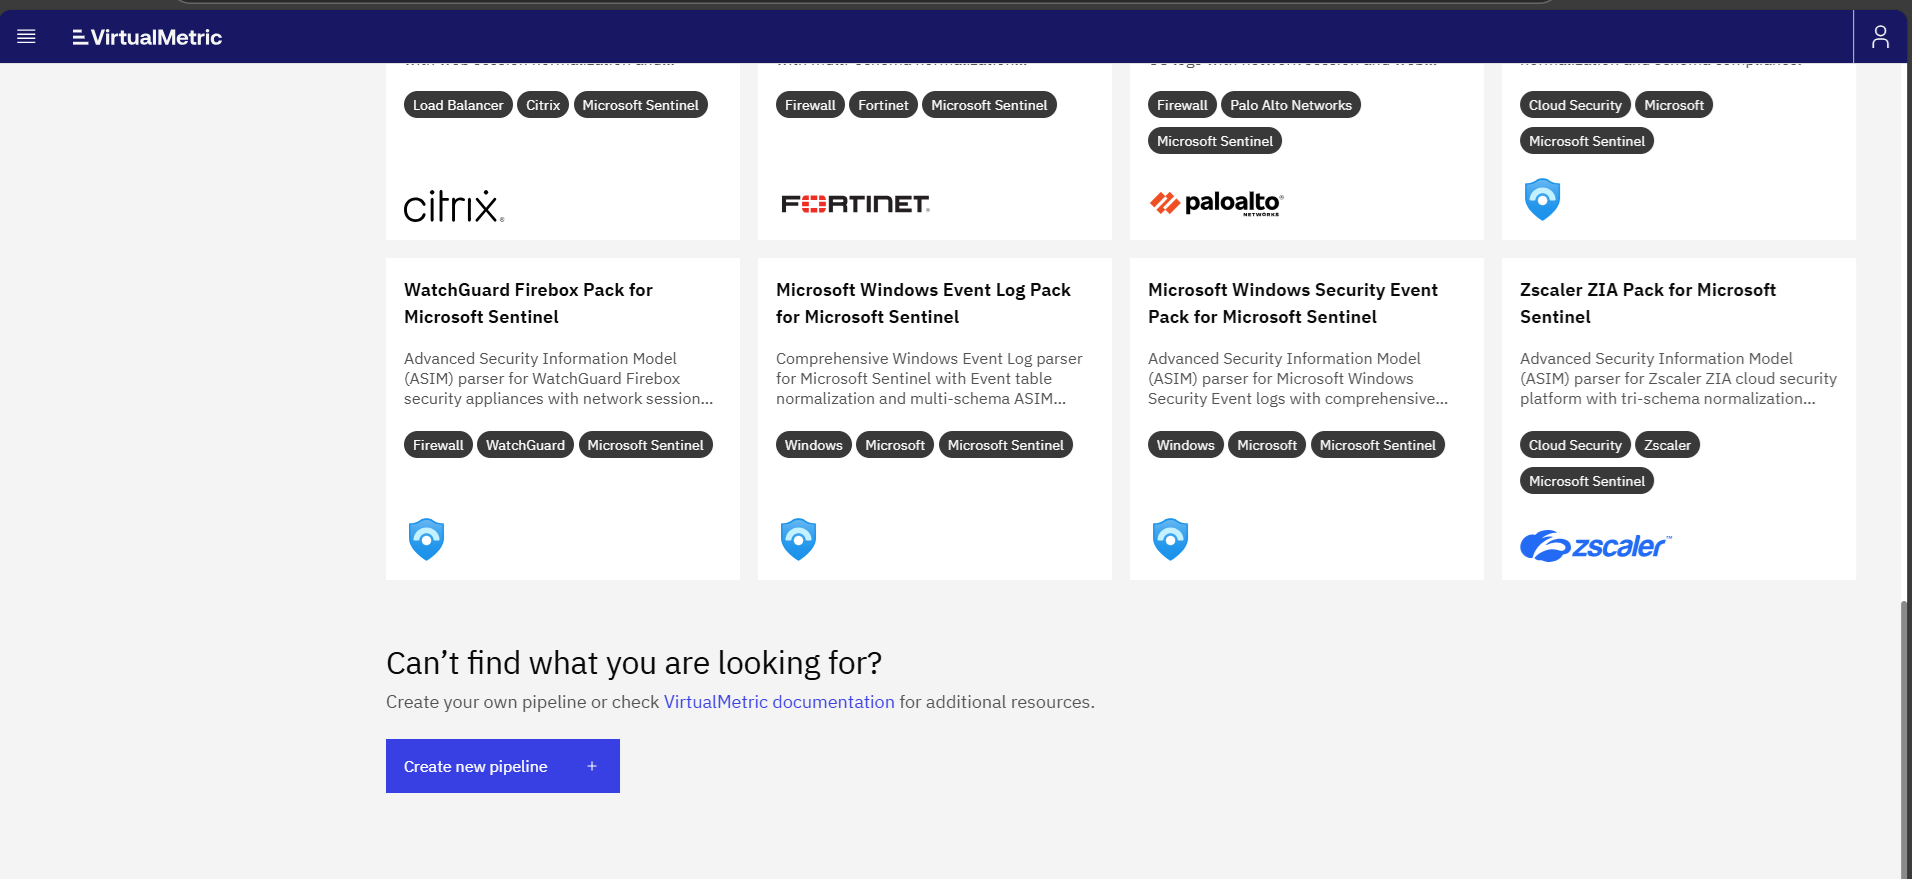 VirtualMetric
Load Balancer Citrix Microsoft Sentinel
citrix
Firewall Fortinet Microsoft Sentinel
FORTINET
Firewall Palo Alto Networks
Microsoft Sentinel
paloalto
NETWORKS
Cloud Security Microsoft
Microsoft Sentinel
WatchGuard Firebox Pack for
Microsoft Sentinel
Advanced Security Information Model
(ASIM) parser for WatchGuard Firebox
security appliances with network session...
Firewall WatchGuard Microsoft Sentinel
Microsoft Windows Event Log Pack
for Microsoft Sentinel
Comprehensive Windows Event Log parser
for Microsoft Sentinel with Event table
normalization and multi-schema ASIM...
Windows Microsoft Microsoft Sentinel
Microsoft Windows Security Event
Pack for Microsoft Sentinel
Advanced Security Information Model
(ASIM) parser for Microsoft Windows
Security Event logs with comprehensive...
Windows Microsoft Microsoft Sentinel
Zscaler ZIA Pack for Microsoft
Sentinel
Advanced Security Information Model
(ASIM) parser for Zscaler ZIA cloud security
platform with tri-schema normalization...
Cloud Security Zscaler
Microsoft Sentinel
zscaler™
Can’t find what you are looking for?
Create your own pipeline or check VirtualMetric documentation for additional resources.
Create new pipeline +